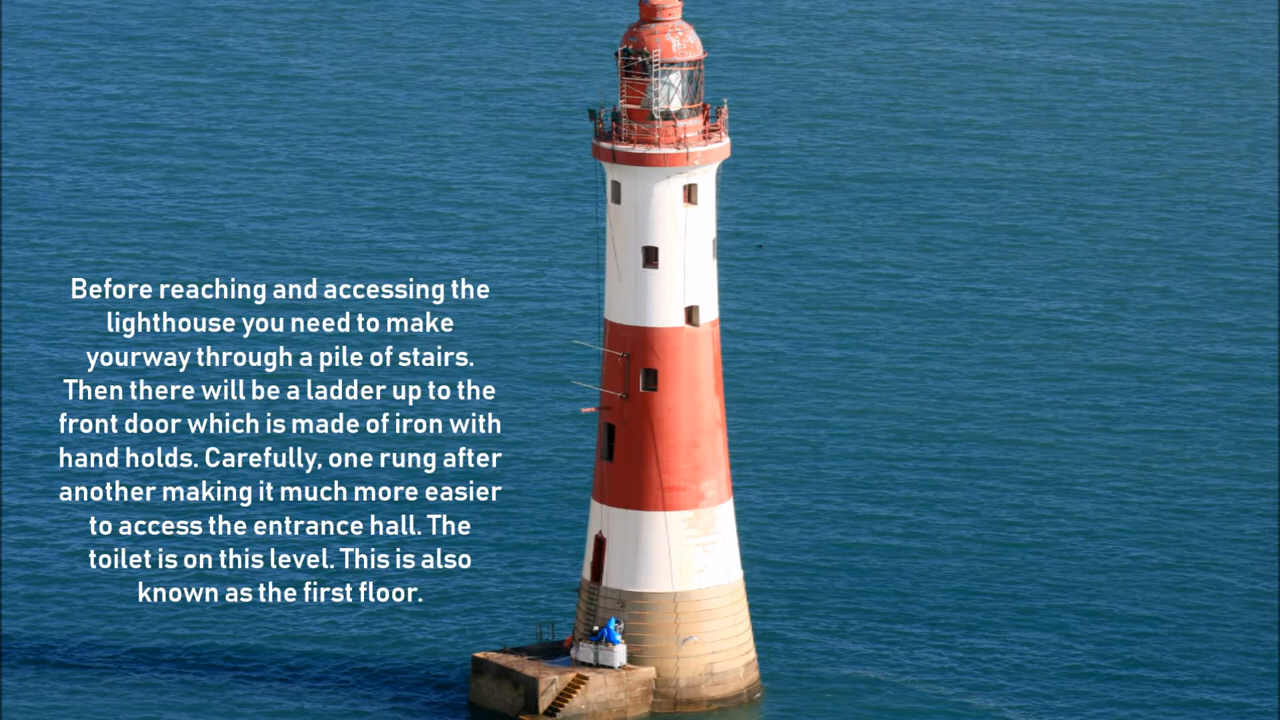 Before reaching and accessing the
lighthouse you need to make
yourway through a pile of stairs.
Then there will be a ladder up to the
front door which is made of iron with
hand holds. Carefully, one rung after
another making it much more easier
to access the entrance hall. The
toilet is on this level. This is also
known as the first floor.